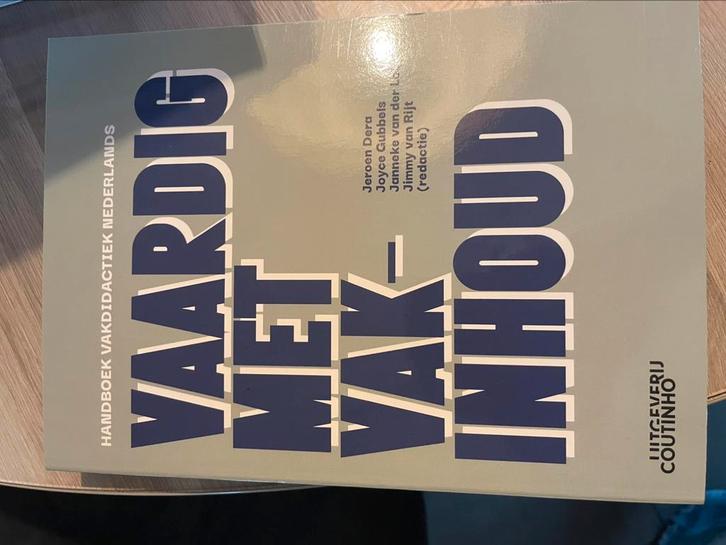 HANDBOEK VAKDIDACTIEK NEDERLANDS
VAARDIG
MET
VAK–
INHOUD
Jeroen Dera
Joyce Gubbels
Janneke van der
Jimmy van Rijt
(redactie)
UITGEVERIJ
COUTINHO